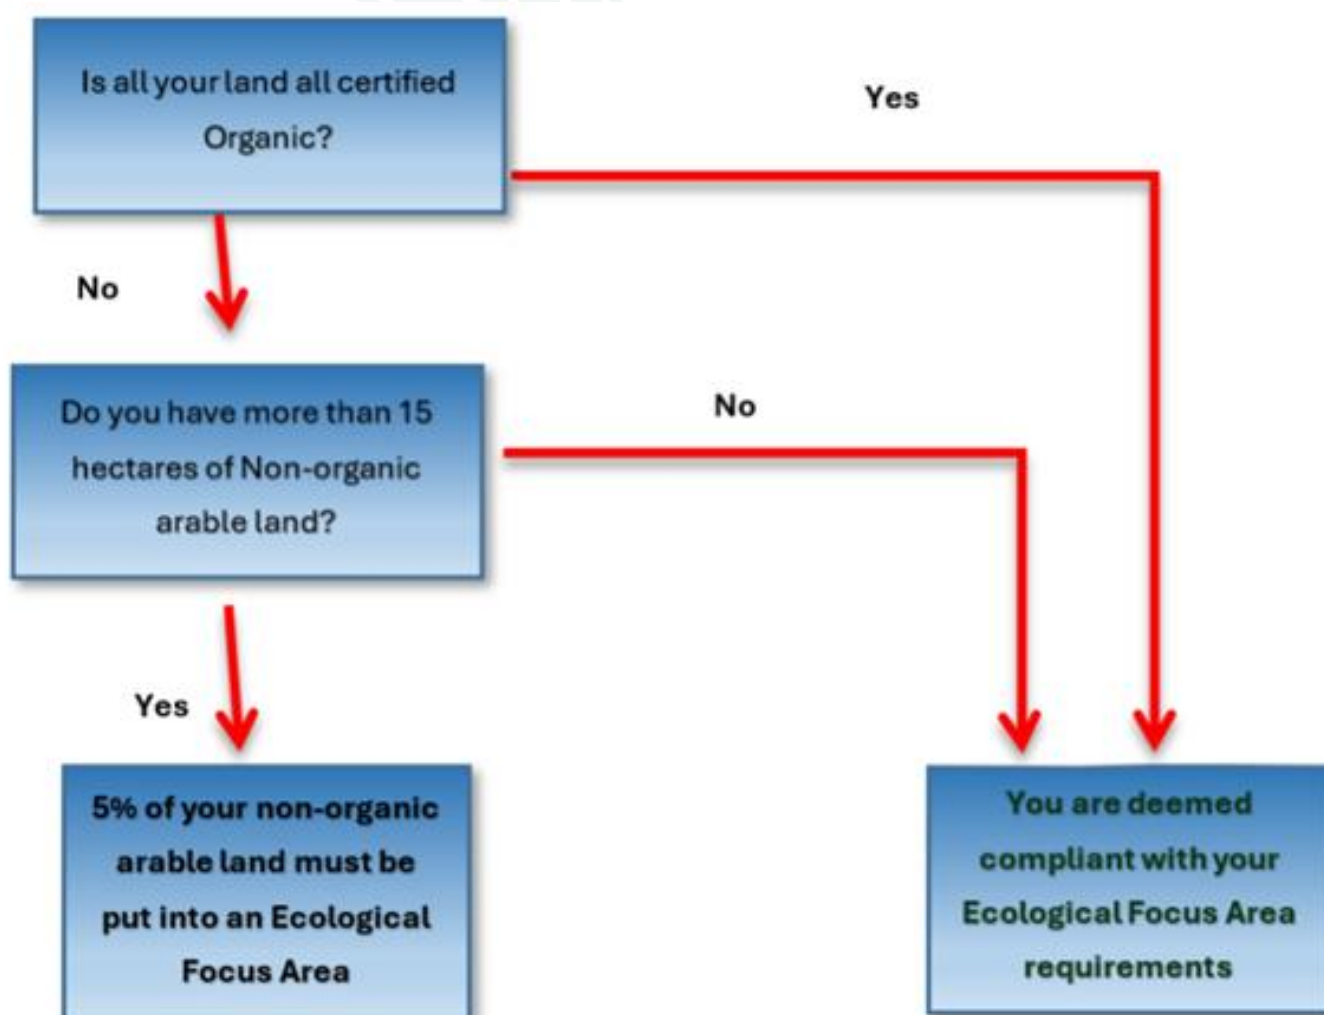 Is all your land all certified
Organic?
Yes
No
Do you have more than 15
hectares of Non-organic
arable land?
No
Yes
5% of your non-organic
arable land must be
put into an Ecological
Focus Area
You are deemed
compliant with your
Ecological Focus Area
requirements